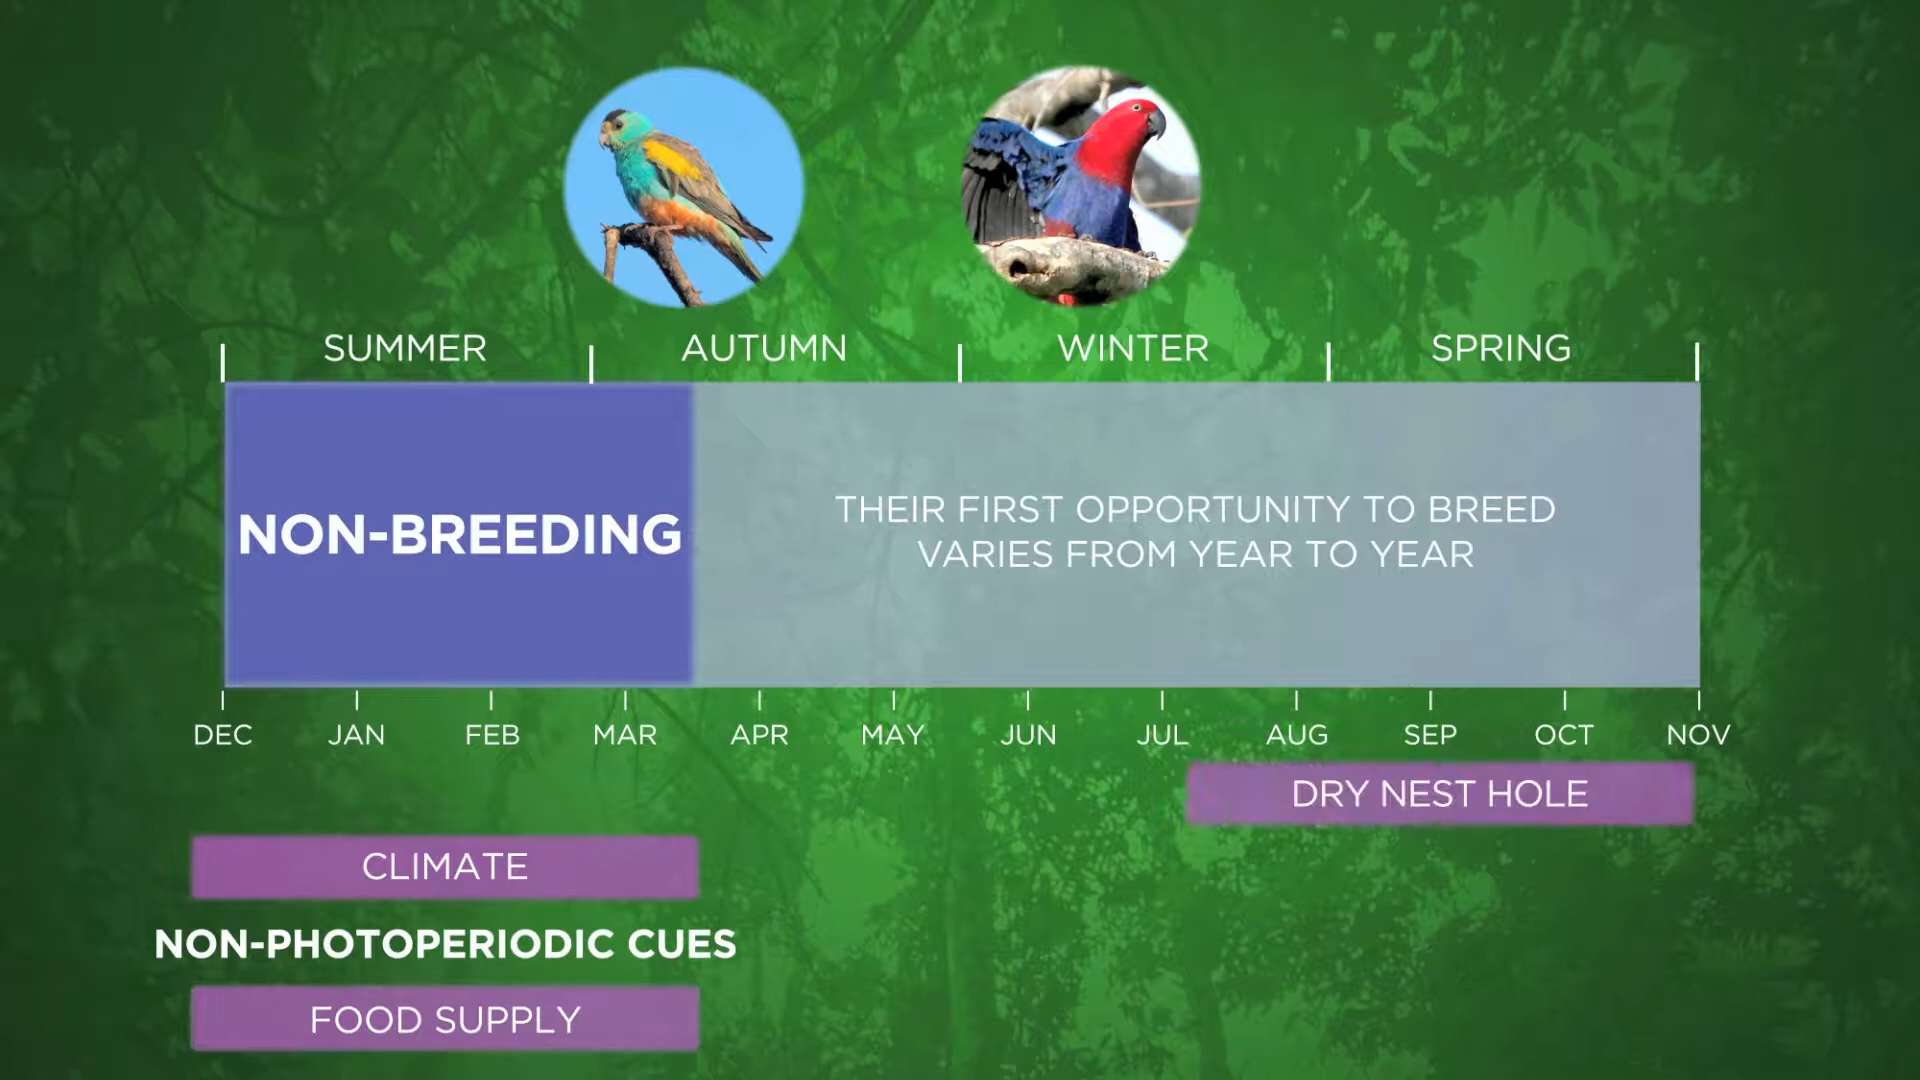 SUMMER AUTUMN WINTER SPRING
NON-BREEDING
THEIR FIRST OPPORTUNITY TO BREED
VARIES FROM YEAR TO YEAR
DEC JAN FEB MAR APR MAY JUN JUL AUG SEP OCT NOV
DRY NEST HOLE
CLIMATE
NON-PHOTOPERIODIC CUES
FOOD SUPPLY